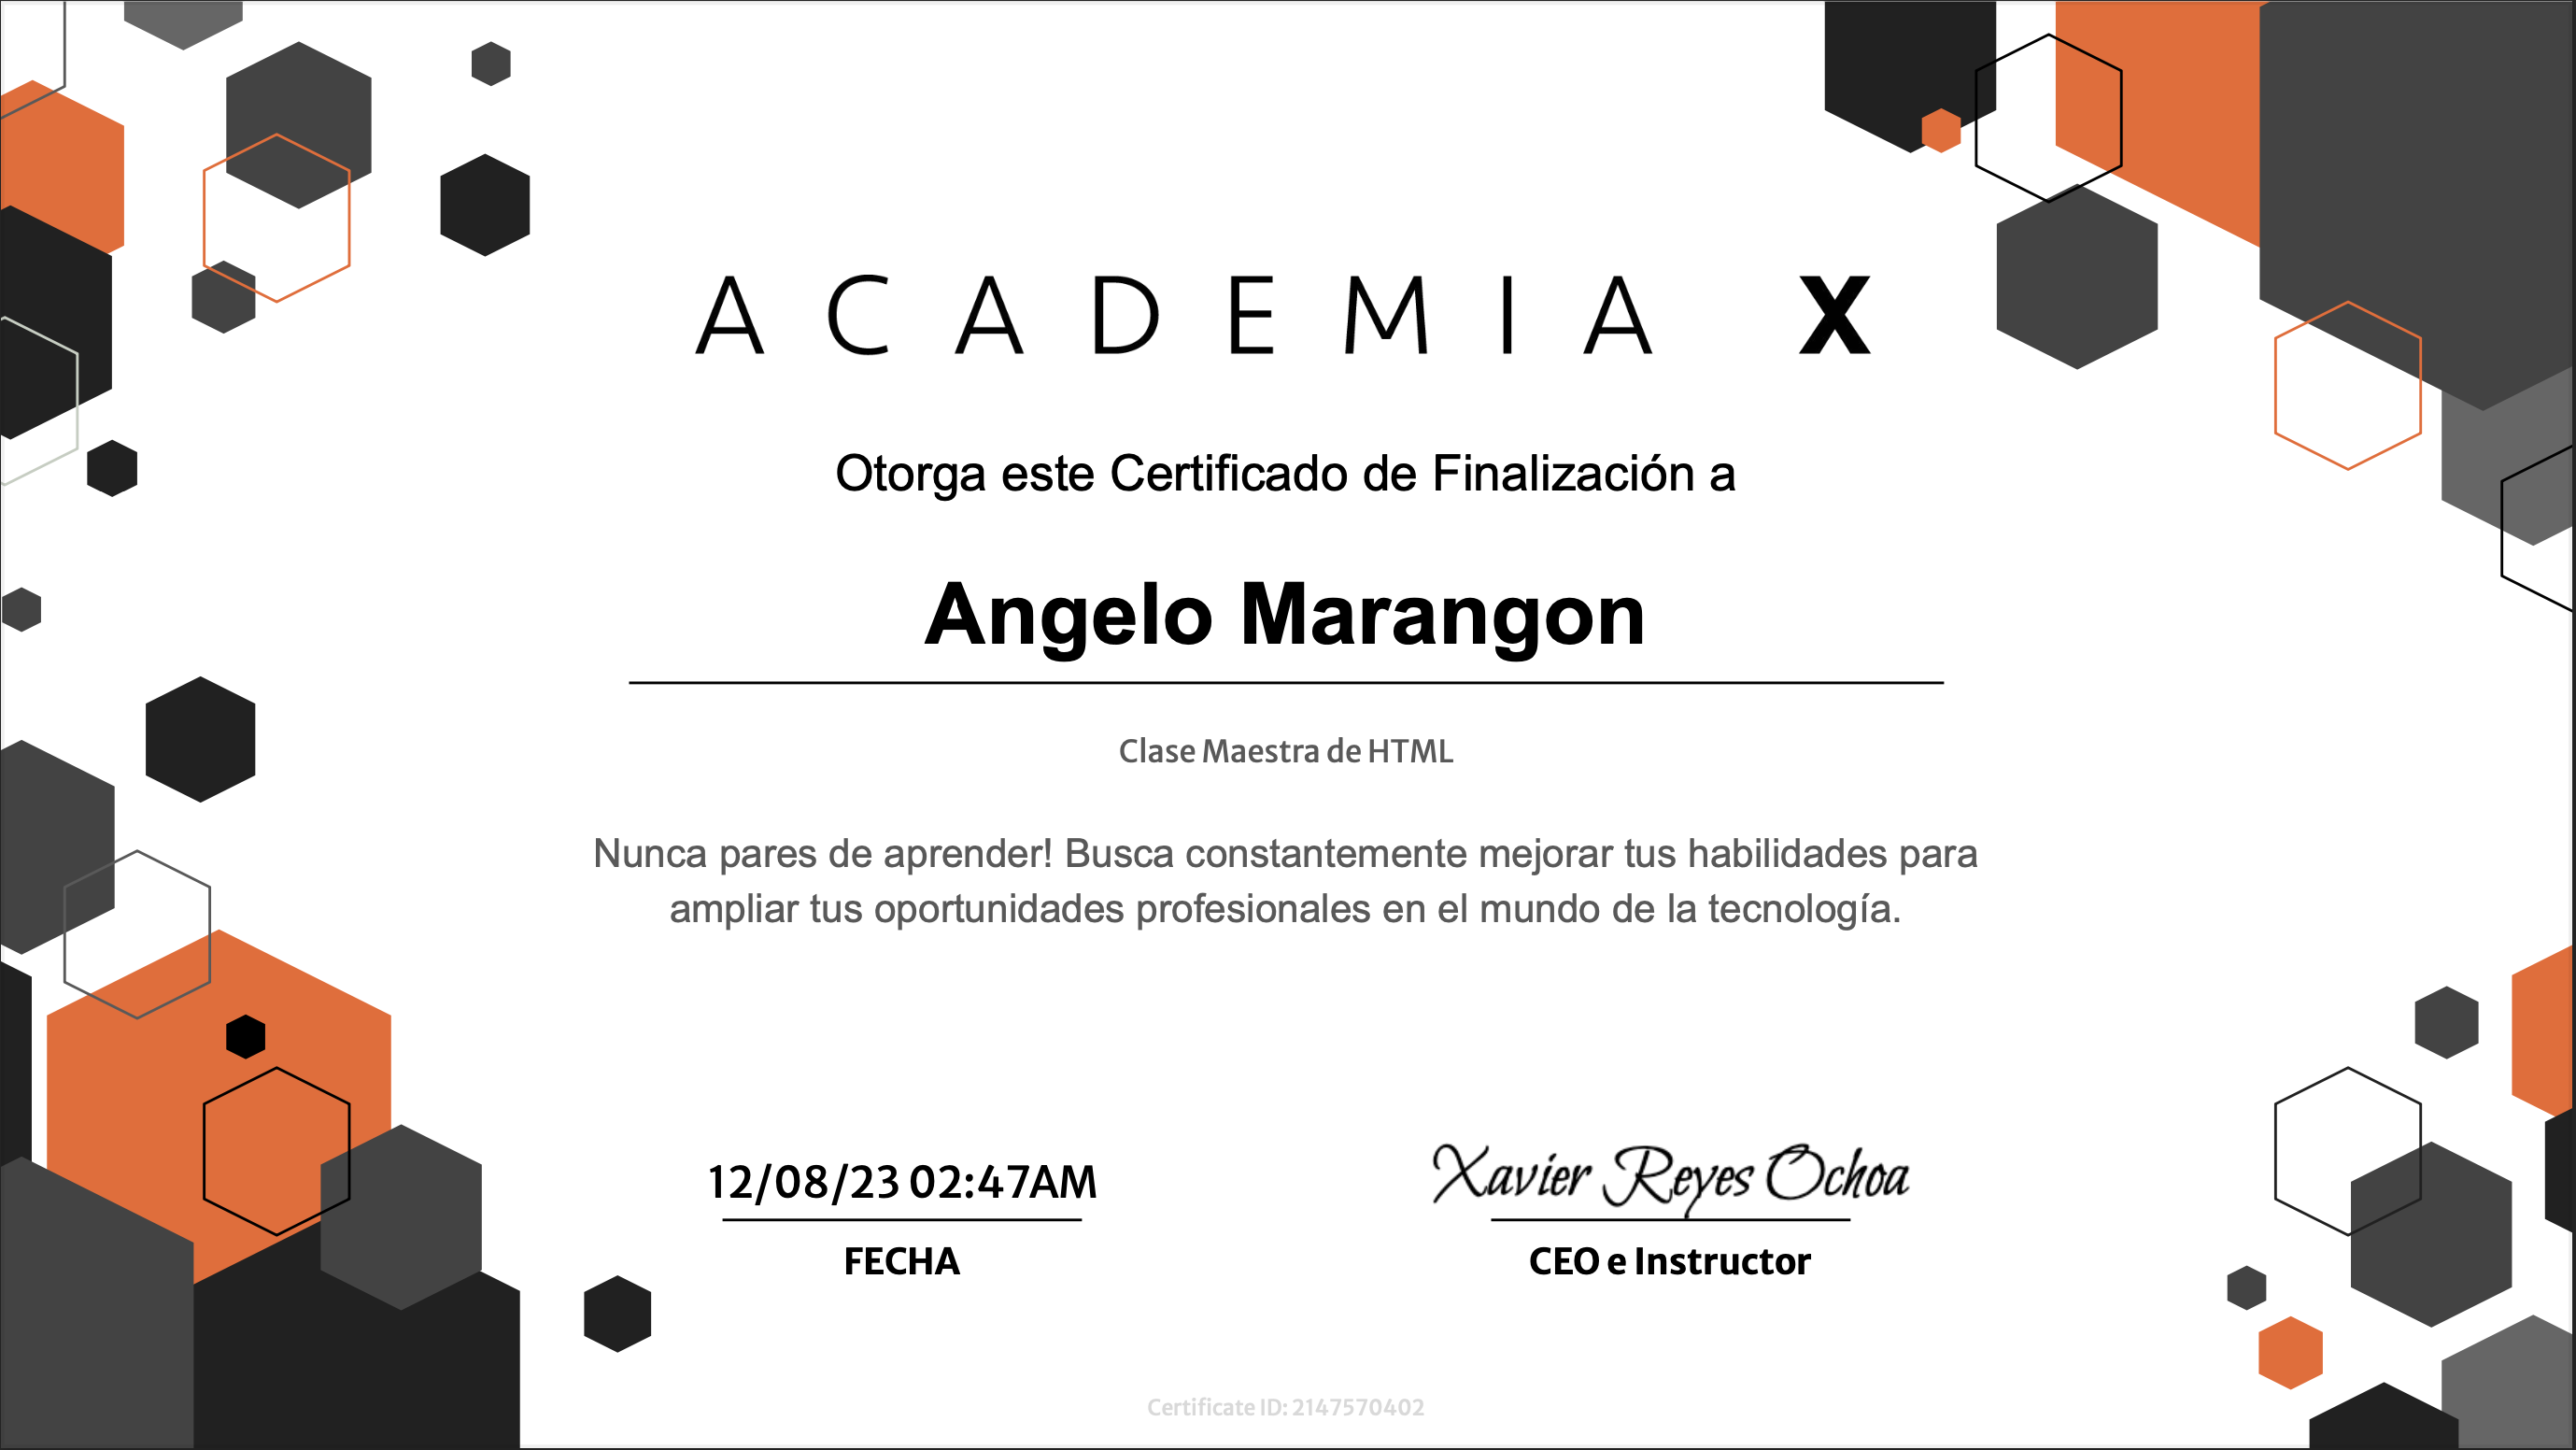 ACADEMIA X
Otorga este Certificado de Finalización a
Angelo Marangon
Clase Maestra de HTML
Nunca pares de aprender! Busca constantemente mejorar tus habilidades para
ampliar tus oportunidades profesionales en el mundo de la tecnología.
12/08/23 02:47AM
FECHA
Xavier Reyes Ochoa
CEO e Instructor
Certificate ID: 2147570402